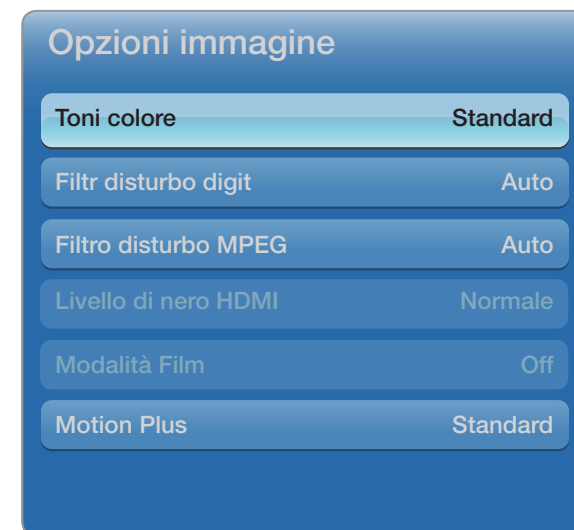 Opzioni immagine
Toni colore Standard
Filtr disturbo digit Auto
Filtro disturbo MPEG Auto
Livello di nero HDMI Normale
Modalità Film Off
Motion Plus Standard